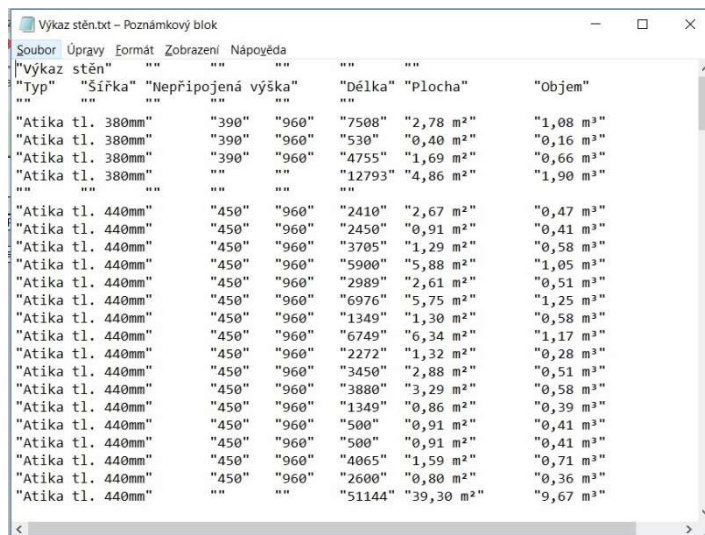 Výkaz stěn.txt – Poznámkový blok
Soubor Úpravy Formát Zobrazení Nápověda
"Výkaz stěn" "" "" "" "" ""
"Typ" "Šířka" "Nepřipojená výška" "Délka" "Plocha" "Objem"
"" "" "" "" "" ""
"Atika tl. 380mm" "390" "960" "7508" "2,78 m²" "1,08 m³"
"Atika tl. 380mm" "390" "960" "530" "0,40 m²" "0,16 m³"
"Atika tl. 380mm" "390" "960" "4755" "1,69 m²" "0,66 m³"
"Atika tl. 380mm" "" "" "12793" "4,86 m²" "1,90 m³"
"" "" "" "" "" ""
"Atika tl. 440mm" "450" "960" "2410" "2,67 m²" "0,47 m³"
"Atika tl. 440mm" "450" "960" "2450" "0,91 m²" "0,41 m³"
"Atika tl. 440mm" "450" "960" "3705" "1,29 m²" "0,58 m³"
"Atika tl. 440mm" "450" "960" "5900" "5,88 m²" "1,05 m³"
"Atika tl. 440mm" "450" "960" "2989" "2,61 m²" "0,51 m³"
"Atika tl. 440mm" "450" "960" "6976" "5,75 m²" "1,25 m³"
"Atika tl. 440mm" "450" "960" "1349" "1,30 m²" "0,58 m³"
"Atika tl. 440mm" "450" "960" "6749" "6,34 m²" "1,17 m³"
"Atika tl. 440mm" "450" "960" "2272" "1,32 m²" "0,28 m³"
"Atika tl. 440mm" "450" "960" "3450" "2,88 m²" "0,51 m³"
"Atika tl. 440mm" "450" "960" "3880" "3,29 m²" "0,58 m³"
"Atika tl. 440mm" "450" "960" "1349" "0,86 m²" "0,39 m³"
"Atika tl. 440mm" "450" "960" "500" "0,91 m²" "0,41 m³"
"Atika tl. 440mm" "450" "960" "500" "0,91 m²" "0,41 m³"
"Atika tl. 440mm" "450" "960" "4065" "1,59 m²" "0,71 m³"
"Atika tl. 440mm" "450" "960" "2600" "0,80 m²" "0,36 m³"
"Atika tl. 440mm" "" "" "51144" "39,30 m²" "9,67 m³"